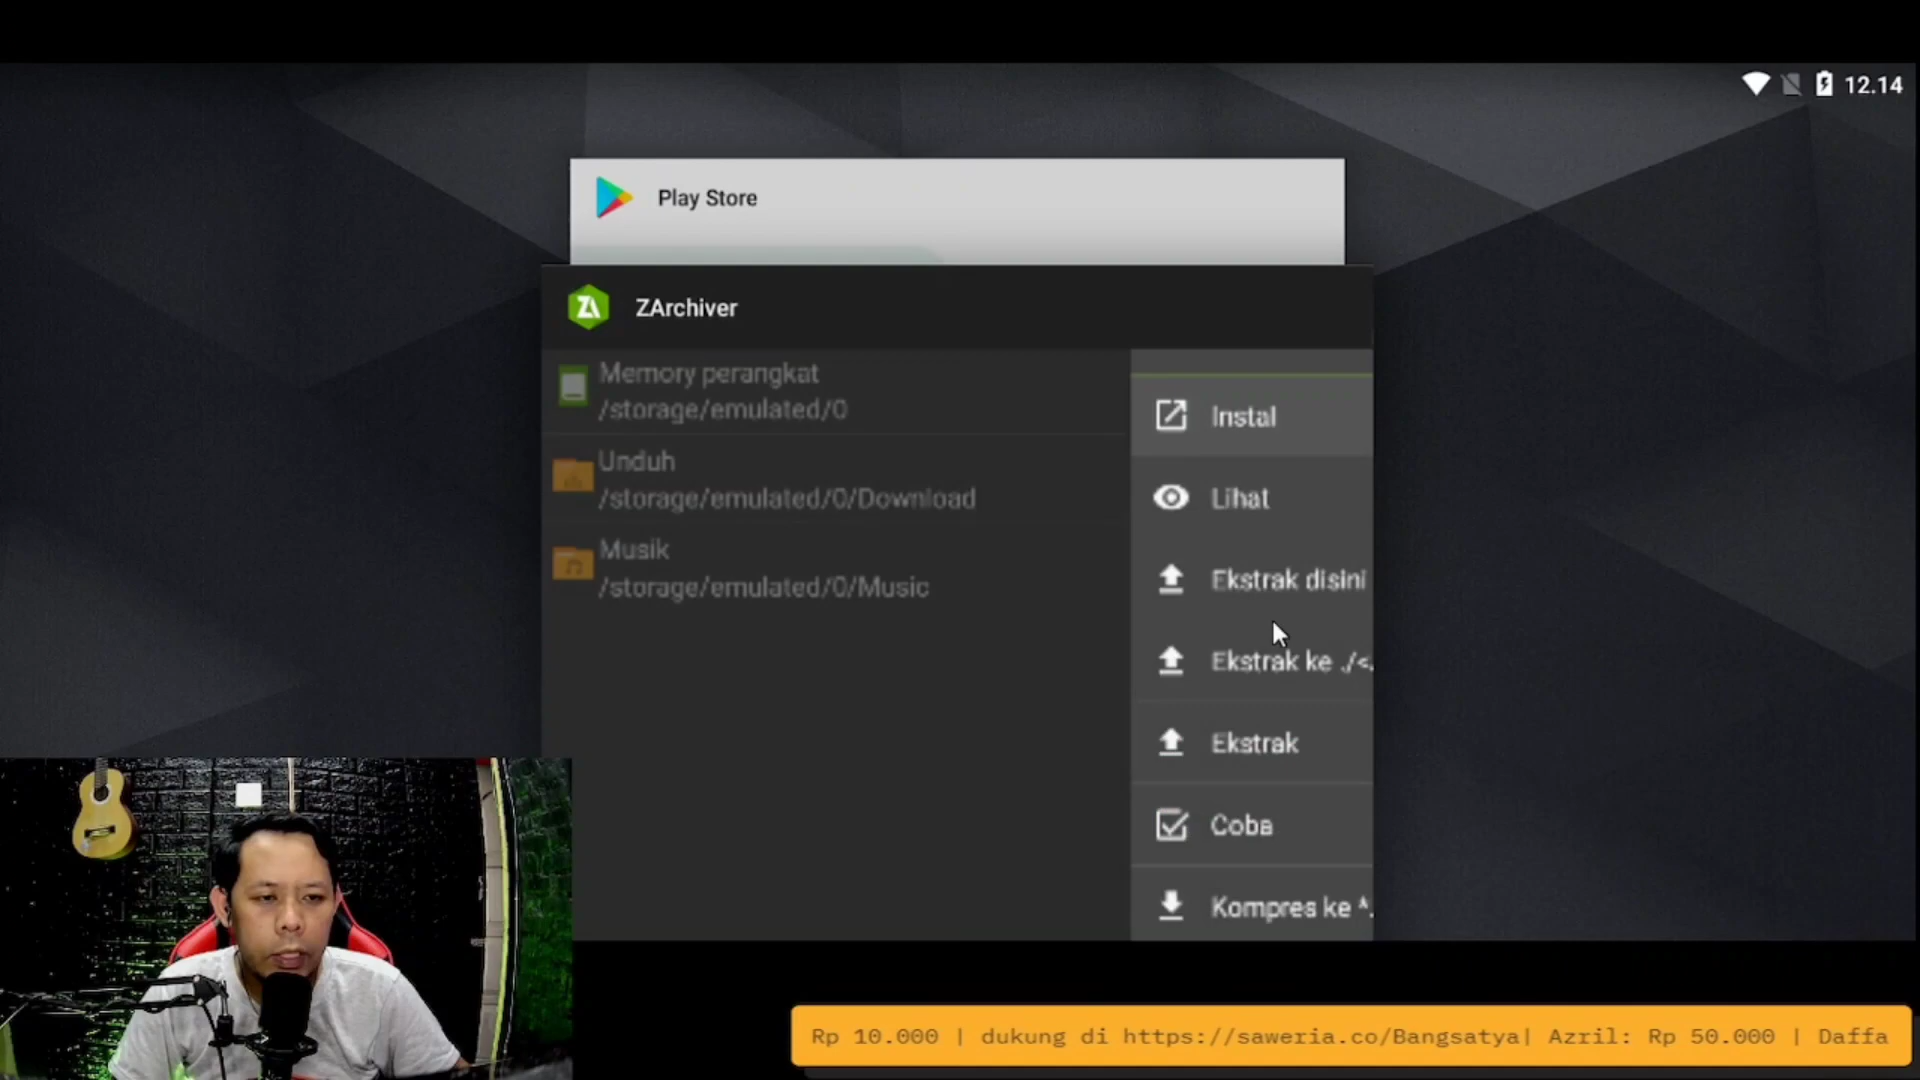 12.14
Play Store
ZArchiver
Memory perangkat
/storage/emulated/0
Unduh
/storage/emulated/0/Download
Musik
/storage/emulated/0/Music
Instal
Lihat
Ekstrak disini
Ekstrak ke ./<.
Ekstrak
Coba
Kompres ke *.
Rp 10.000 | dukung di https://saweria.co/Bangsatya| Azril: Rp 50.000 | Daffa